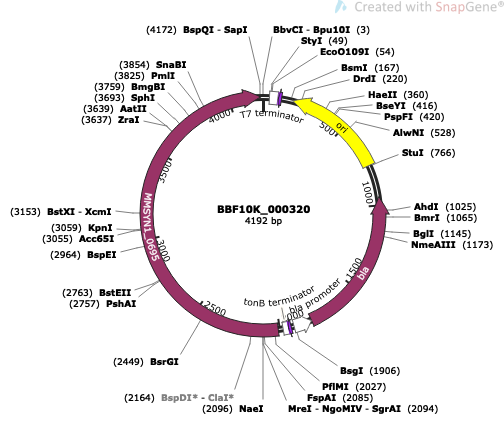 Created with SnapGene®
(4172) BspQI - SapI
BbvCI - Bpu10I (3)
StyI (49)
EcoO109I (54)
BsmI (167)
DrdI (220)
HaeII (360)
BseYI (416)
PspFI (420)
AlwNI (528)
StuI (766)
AhdI (1025)
BmrI (1065)
BglI (1145)
NmeAIII (1173)
BsgI (1906)
PflMI (2027)
FspAI (2085)
MreI - NgoMIV - SgrAI (2094)
(2096) NaeI
(2164) BspDI* - ClaI*
(2449) BsrGI
(2757) PshAI
(2763) BstEII
(2964) BspEI
(3055) Acc65I
(3059) KpnI
(3153) BstXI - XcmI
(3637) ZraI
(3639) AatII
(3693) SphI
(3759) BmgBI
(3825) PmlI
(3854) SnaBI
T7 terminator
ori
bla
bla promoter
tonB terminator
MMSYN1_0695
500
1000
1500
2500
3000
3500
4000
BBF10K_000320
4192 bp